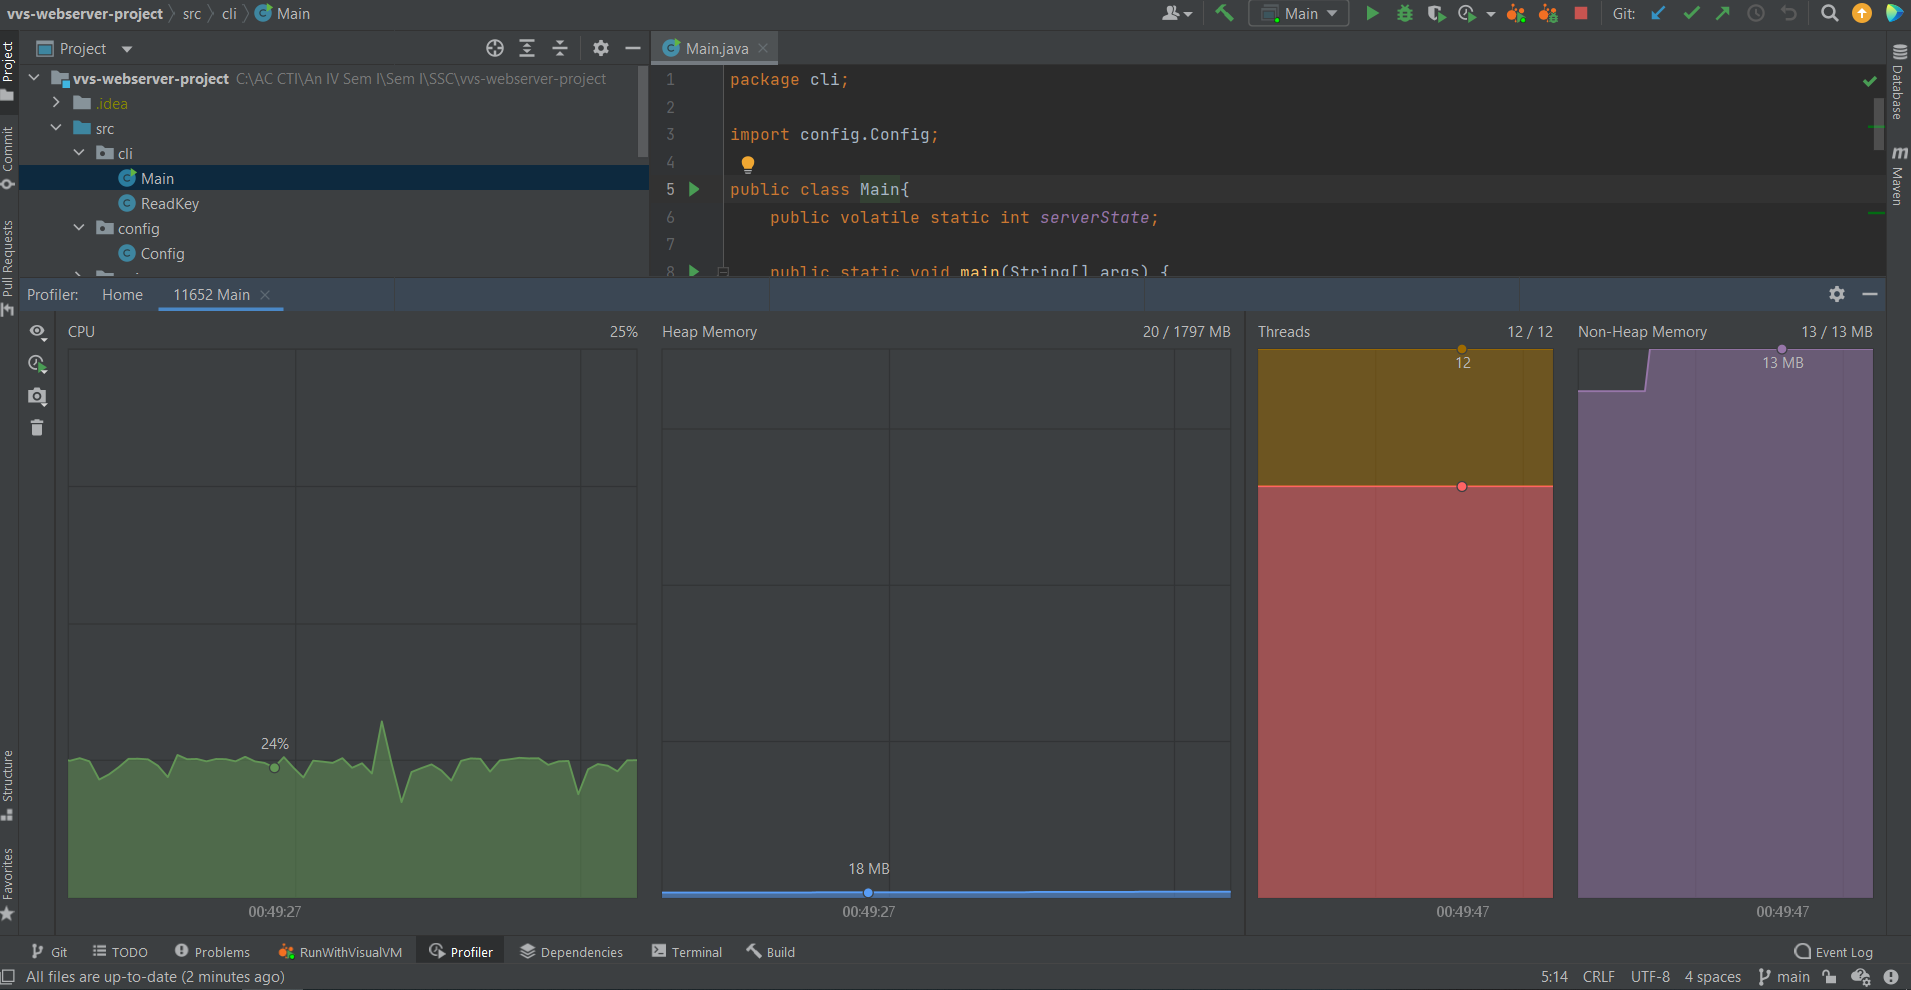 vvs-webserver-project src cli Main
Main
Git:
Project
vvs-webserver-project C:\AC CTI\An IV Sem I\Sem I\SSC\vvs-webserver-project
.idea
src
cli
Main
ReadKey
config
Config
Main.java
1 package cli;
2
3 import config.Config;
4
5 public class Main{
6 public volatile static int serverState;
7
8 public static void main(String[] args) {
Project
Commit
Pull Requests
Structure
Favorites
Database
m Maven
Profiler: Home 11652 Main
CPU 25%
24%
00:49:27
Heap Memory 20 / 1797 MB
18 MB
00:49:27
Threads 12 / 12
12
00:49:47
Non-Heap Memory 13 / 13 MB
13 MB
00:49:47
Git TODO Problems RunWithVisualVM Profiler Dependencies Terminal Build Event Log
All files are up-to-date (2 minutes ago) 5:14 CRLF UTF-8 4 spaces main